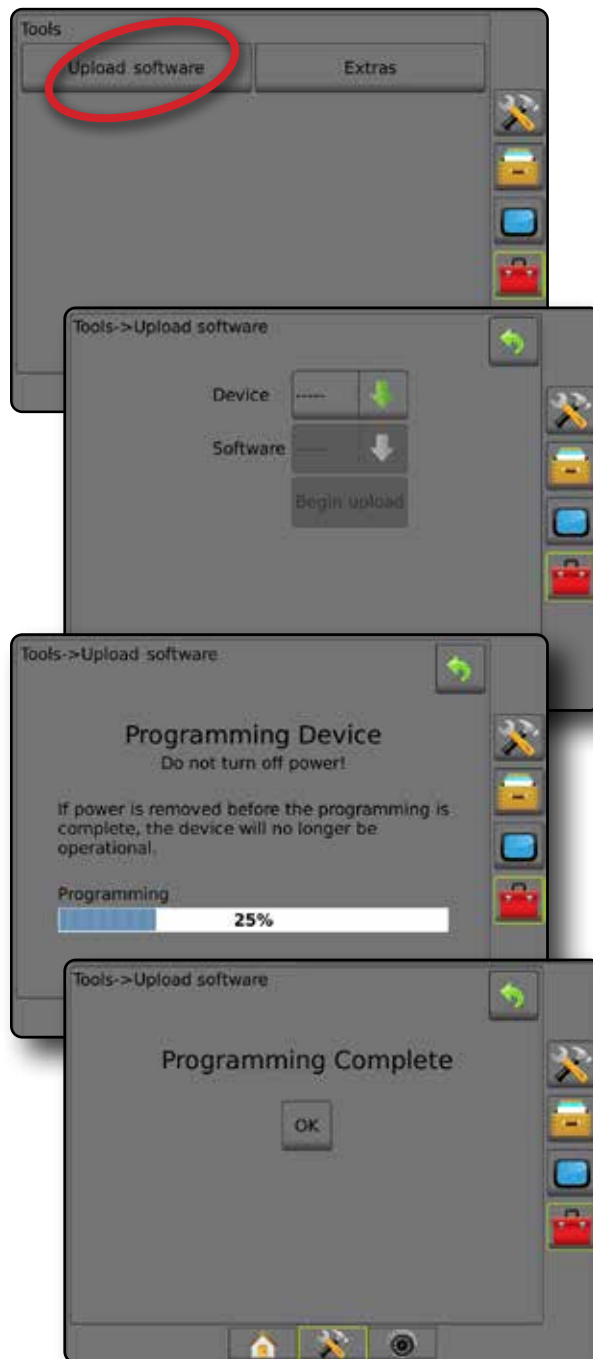 Tools
Upload software
Extras
Tools->Upload software
Device
-----
Software
-----
Begin upload
Tools->Upload software
Programming Device
Do not turn off power!
If power is removed before the programming is
complete, the device will no longer be
operational.
Programming
25%
Tools->Upload software
Programming Complete
OK